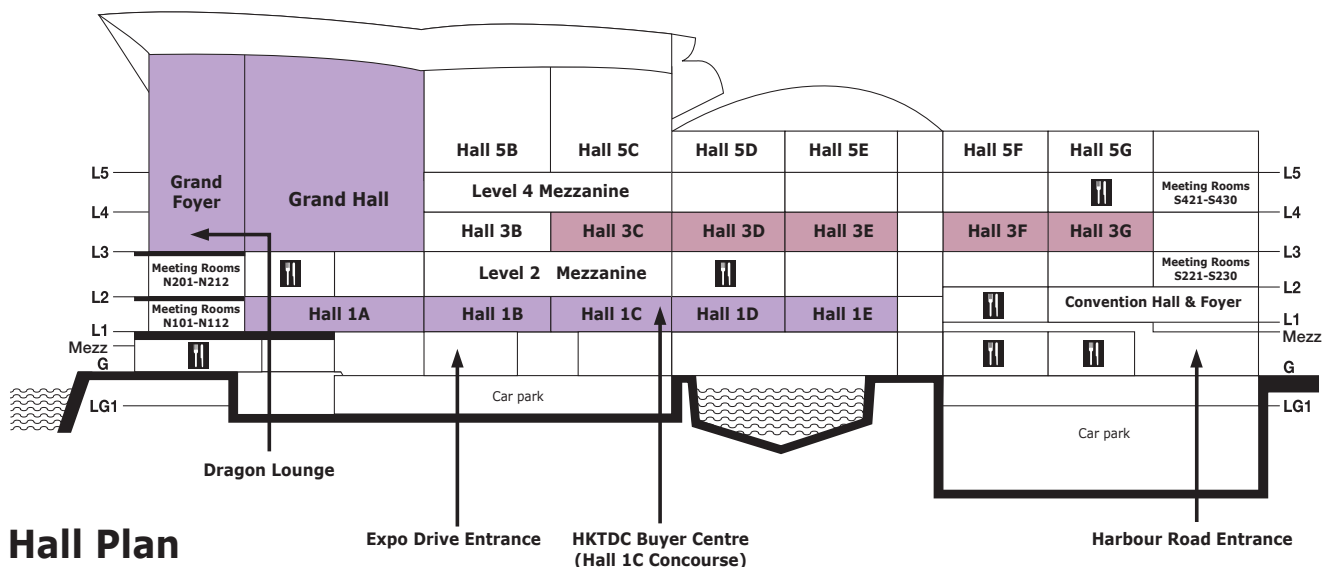 Hall 5B
Hall 5C
Hall 5D
Hall 5E
Hall 5F
Hall 5G
L5
L5
Grand
Foyer
Grand Hall
Level 4 Mezzanine
Meeting Rooms
S421-S430
L4
L4
Hall 3B
Hall 3C
Hall 3D
Hall 3E
Hall 3F
Hall 3G
L3
L3
Meeting Rooms
N201-N212
Level 2 Mezzanine
Meeting Rooms
S221-S230
L2
L2
Meeting Rooms
N101-N112
Hall 1A
Hall 1B
Hall 1C
Hall 1D
Hall 1E
Convention Hall & Foyer
L1
L1
Mezz
Mezz
G
G
Car park
LG1
LG1
Car park
Dragon Lounge
Expo Drive Entrance
HKTDC Buyer Centre
(Hall 1C Concourse)
Harbour Road Entrance
Hall Plan